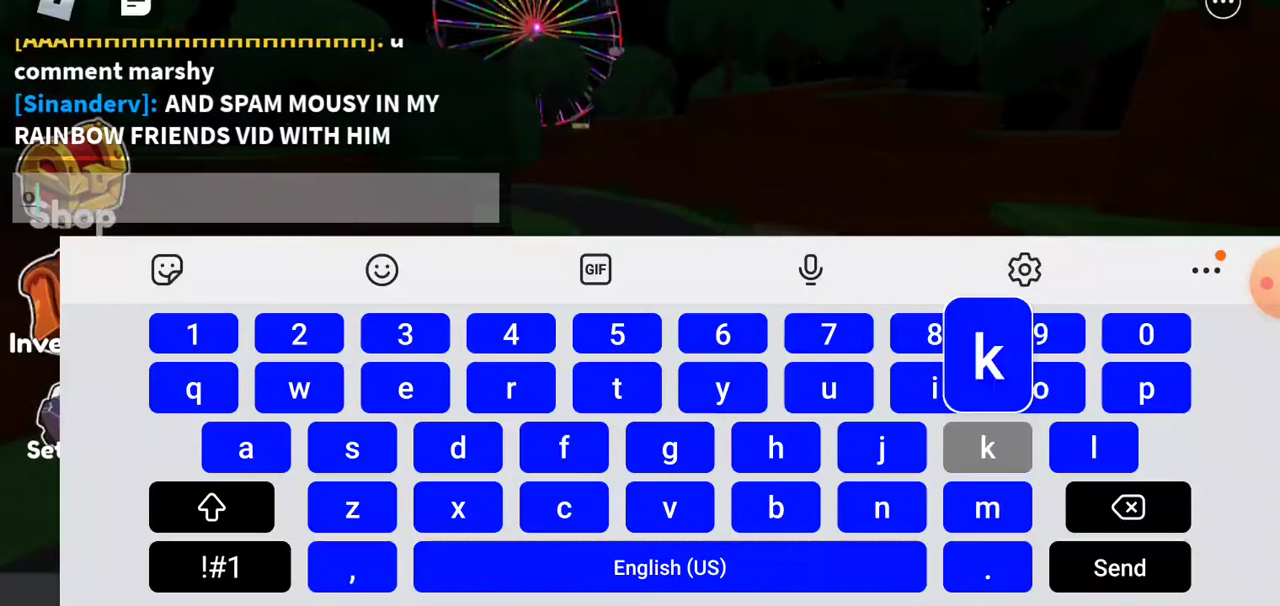 [AAAHHHHHHHHHHHHHHHHHH]: u
comment marshy
[Sinanderv]: AND SPAM MOUSY IN MY
RAINBOW FRIENDS VID WITH HIM
o
Shop
Inve
Set
GIF
1 2 3 4 5 6 7 8 9 0
k
q w e r t y u i o p
a s d f g h j k l
z x c v b n m
!#1 , English (US) . Send